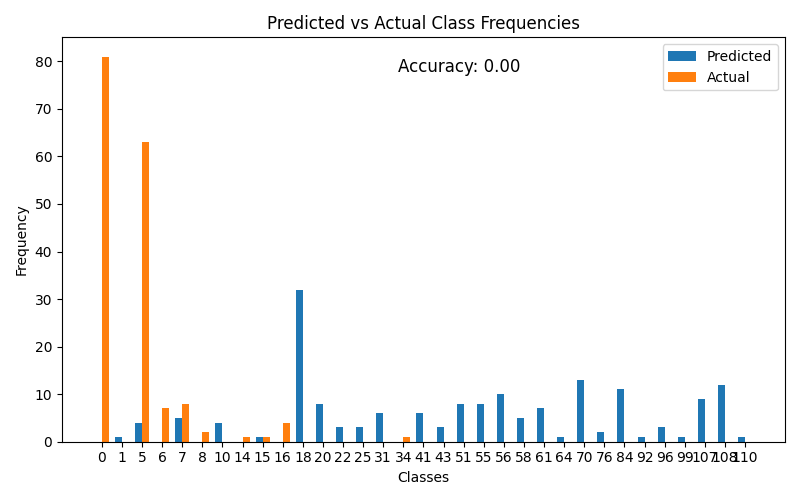 Predicted vs Actual Class Frequencies
Accuracy: 0.00
Predicted
Actual
Frequency
80
70
60
50
40
30
20
10
0
0 1 5 6 7 8 10 14 15 16 18 20 22 25 31 34 41 43 51 55 56 58 61 64 70 76 84 92 96 99 107 108 110
Classes